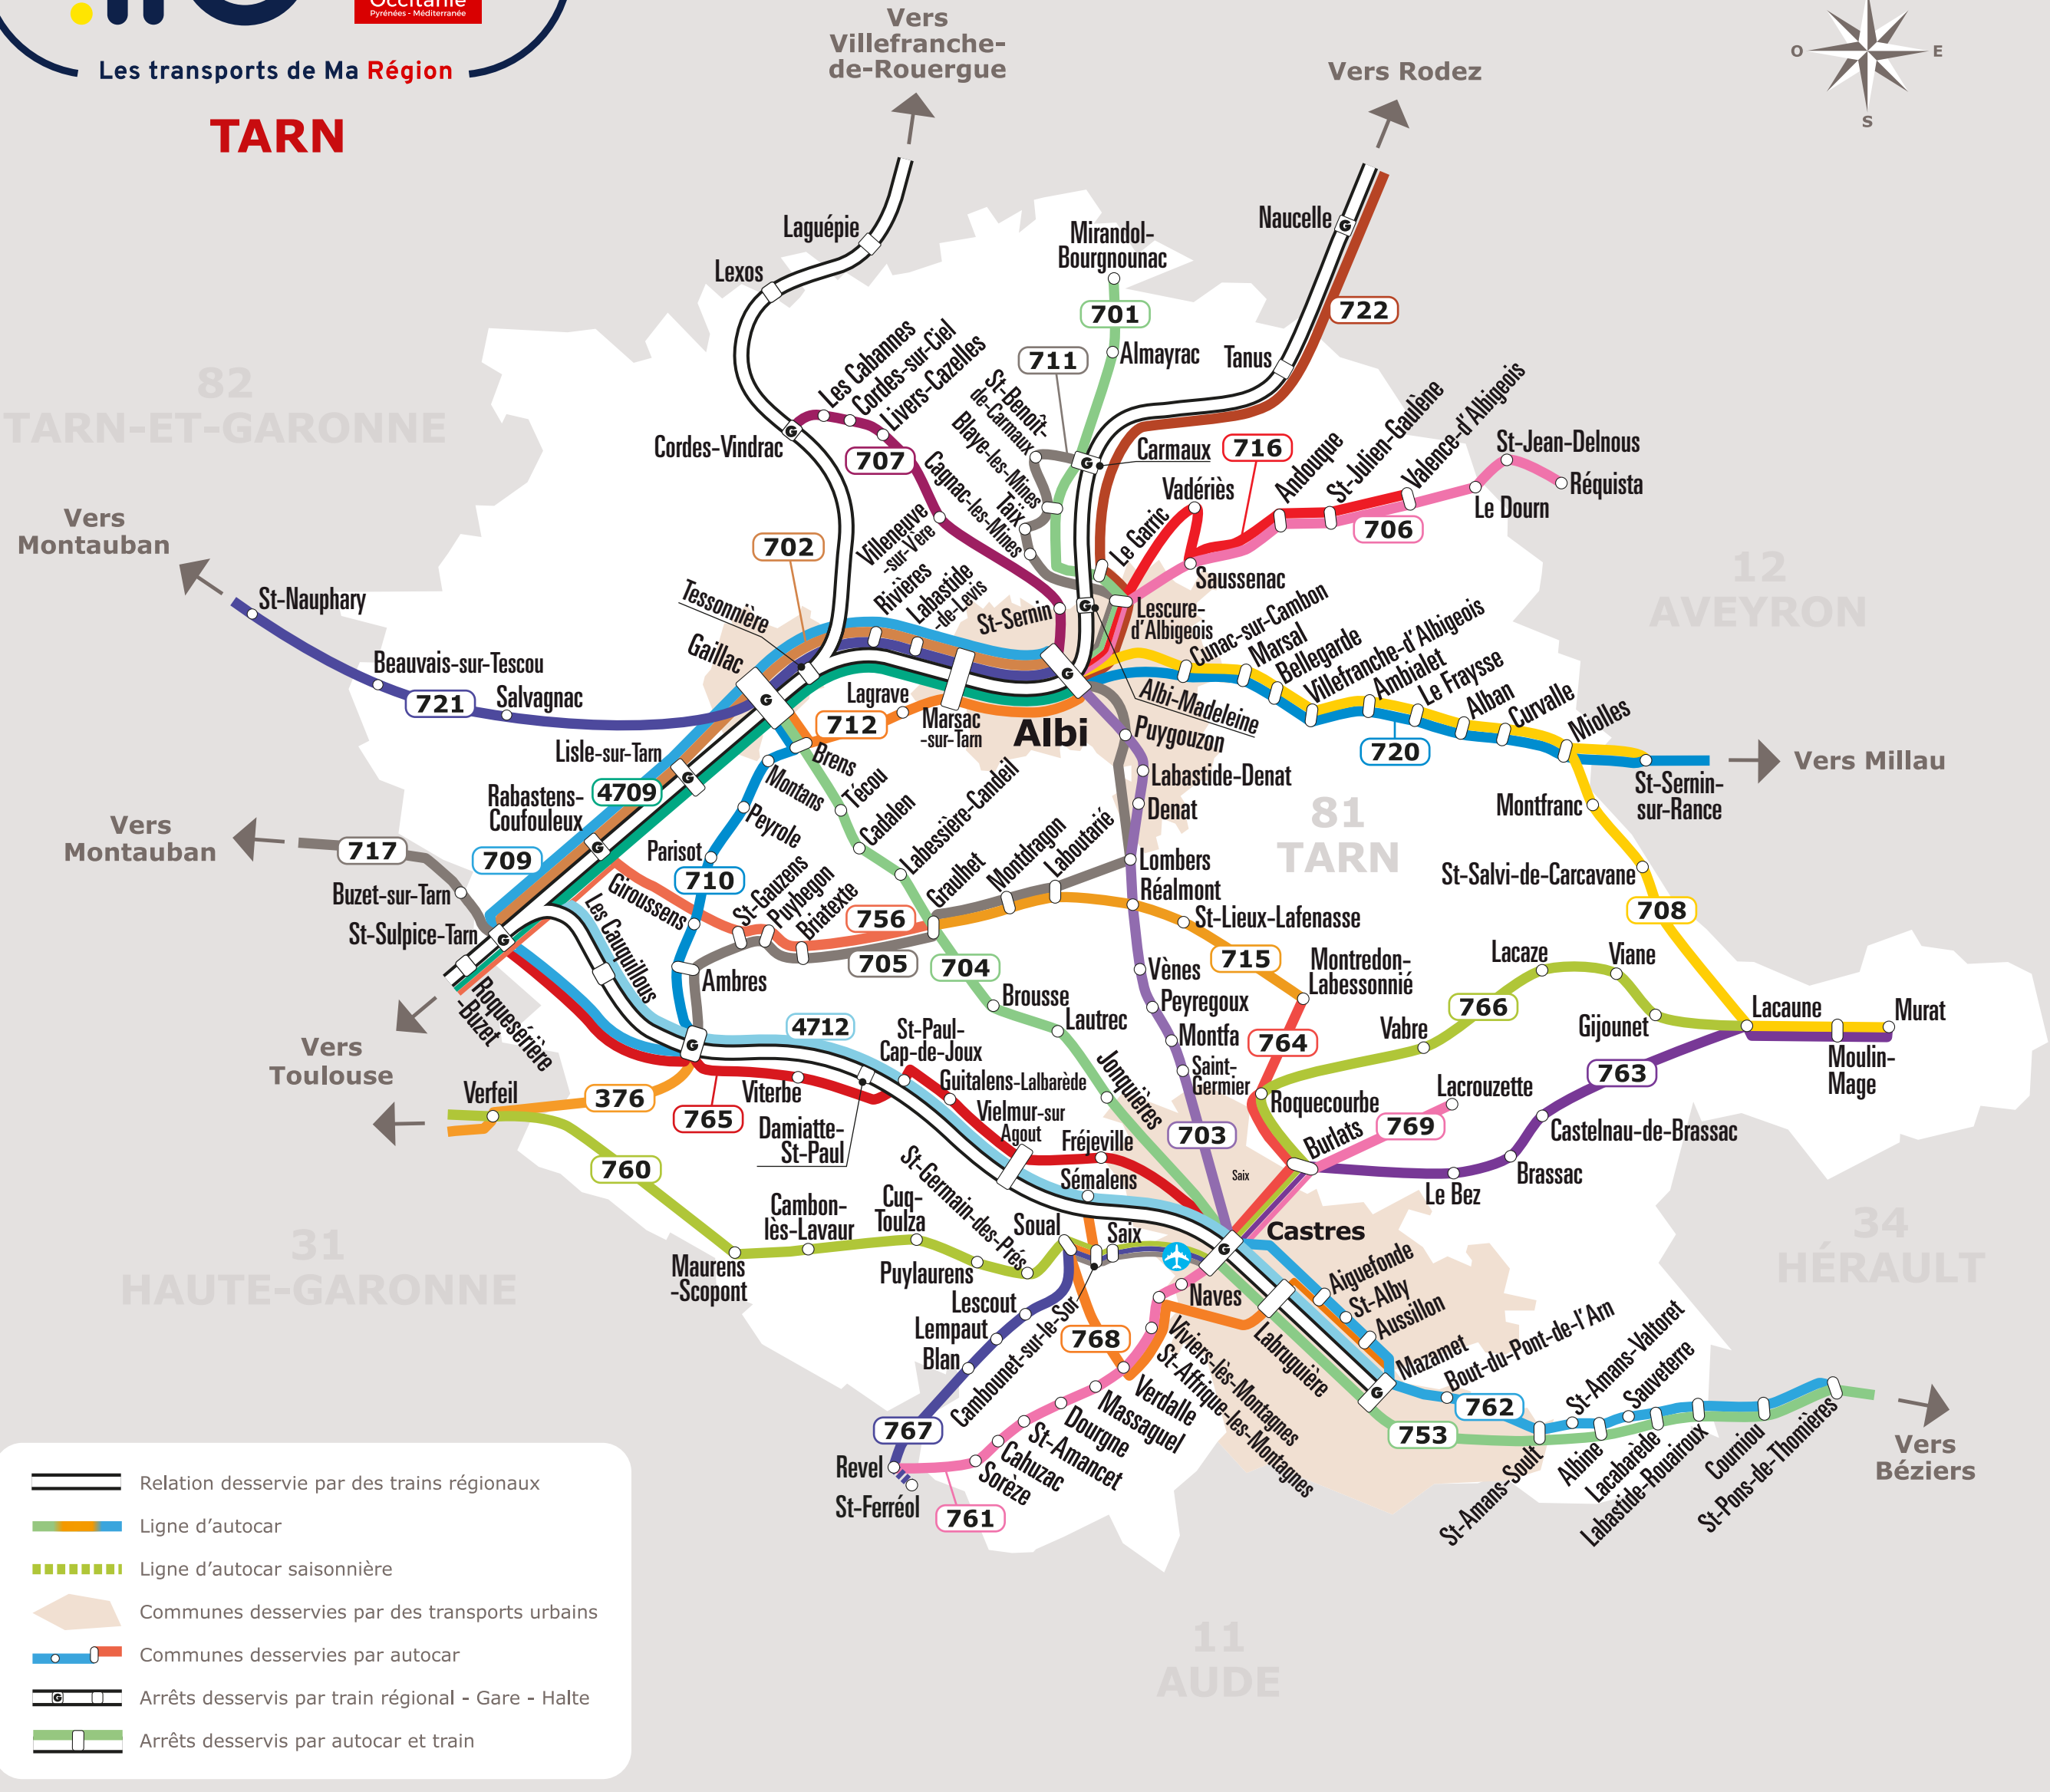 Occitanie
Pyrénées - Méditerranée
Les transports de Ma Région
TARN
Vers
Villefranche-
de-Rouergue
Vers Rodez
O
E
S
Laguépie
Lexos
Naucelle
Mirandol-
Bourgnounac
701
722
711
Almayrac
Tanus
82
TARN-ET-GARONNE
Les Cabannes
Cordes-sur-Ciel
Livers-Cazelles
Cordes-Vindrac
707
St-Benoît-
de-Carmaux
Blaye-les-Mines
Taïx
Cagnac-les-Mines
Carmaux
716
Vadériès
Le Garric
Andouque
St-Julien-Gaulène
Valence-d'Albigeois
St-Jean-Delnous
Réquista
Le Dourn
706
Saussenac
Vers
Montauban
St-Nauphary
Beauvais-sur-Tescou
721
Salvagnac
702
Tessonnière
Gaillac
Villeneuve
-sur-Vère
Rivières
Labastide
-de-Levis
St-Sernin
Lescure-
d'Albigeois
12
AVEYRON
Cunac-sur-Cambon
Marsal
Bellegarde
Villefranche-d'Albigeois
Ambialet
Le Fraysse
Alban
Curvalle
Miolles
720
St-Sernin-
sur-Rance
Vers Millau
Lagrave
712
Marsac
-sur-Tarn
Albi
Albi-Madeleine
Puygouzon
Labastide-Denat
Denat
81
TARN
Lisle-sur-Tarn
4709
Rabastens-
Coufouleux
709
Vers
Montauban
717
Buzet-sur-Tarn
St-Sulpice-Tarn
Brens
Montans
Peyrole
Parisot
710
Técou
Cadalen
Labessière-Candeil
Giroussens
St-Gauzens
Puybegon
Briatexte
756
705
Graulhet
Montdragon
Laboutarié
Lombers
Réalmont
St-Lieux-Lafenasse
715
Montredon-
Labessonnié
Montfranc
St-Salvi-de-Carcavane
708
Lacaze
Viane
766
Gijounet
Lacaune
Murat
Moulin-
Mage
Vabre
764
763
Les Cauquillous
Roquesérière
-Buzet
Ambres
704
Brousse
Lautrec
Jonquières
Vènes
Peyregoux
Montfa
Saint-
Germier
Roquecourbe
Lacrouzette
769
Burlats
Castelnau-de-Brassac
Brassac
Le Bez
703
Saix
Vers
Toulouse
Verfeil
376
765
4712
Viterbe
Damiatte-
St-Paul
St-Paul-
Cap-de-Joux
Guitalens-Lalbarède
Vielmur-sur
Agout
Fréjeville
Sémalens
760
Cambon-
lès-Lavaur
Cuq-
Toulza
Maurens
-Scopont
St-Germain-des-Prés
Puylaurens
Soual
Saix
Castres
31
HAUTE-GARONNE
34
HÉRAULT
Lescout
Lempaut
Blan
Cambounet-sur-le-Sor
767
768
Revel
St-Ferréol
761
Sorèze
Cahuzac
St-Amancet
Dourgne
Massaguel
Verdalle
St-Affrique-les-Montagnes
Viviers-lès-Montagnes
Naves
Labruguière
Aiguefonde
St-Alby
Aussillon
Mazamet
Bout-du-Pont-de-l'Arn
762
753
St-Amans-Soult
St-Amans-Valtoret
Albine
Sauveterre
Lacabarède
Labastide-Rouairoux
Courniou
St-Pons-de-Thomières
Vers
Béziers
11
AUDE
Relation desservie par des trains régionaux
Ligne d'autocar
Ligne d'autocar saisonnière
Communes desservies par des transports urbains
Communes desservies par autocar
Arrêts desservis par train régional - Gare - Halte
Arrêts desservis par autocar et train